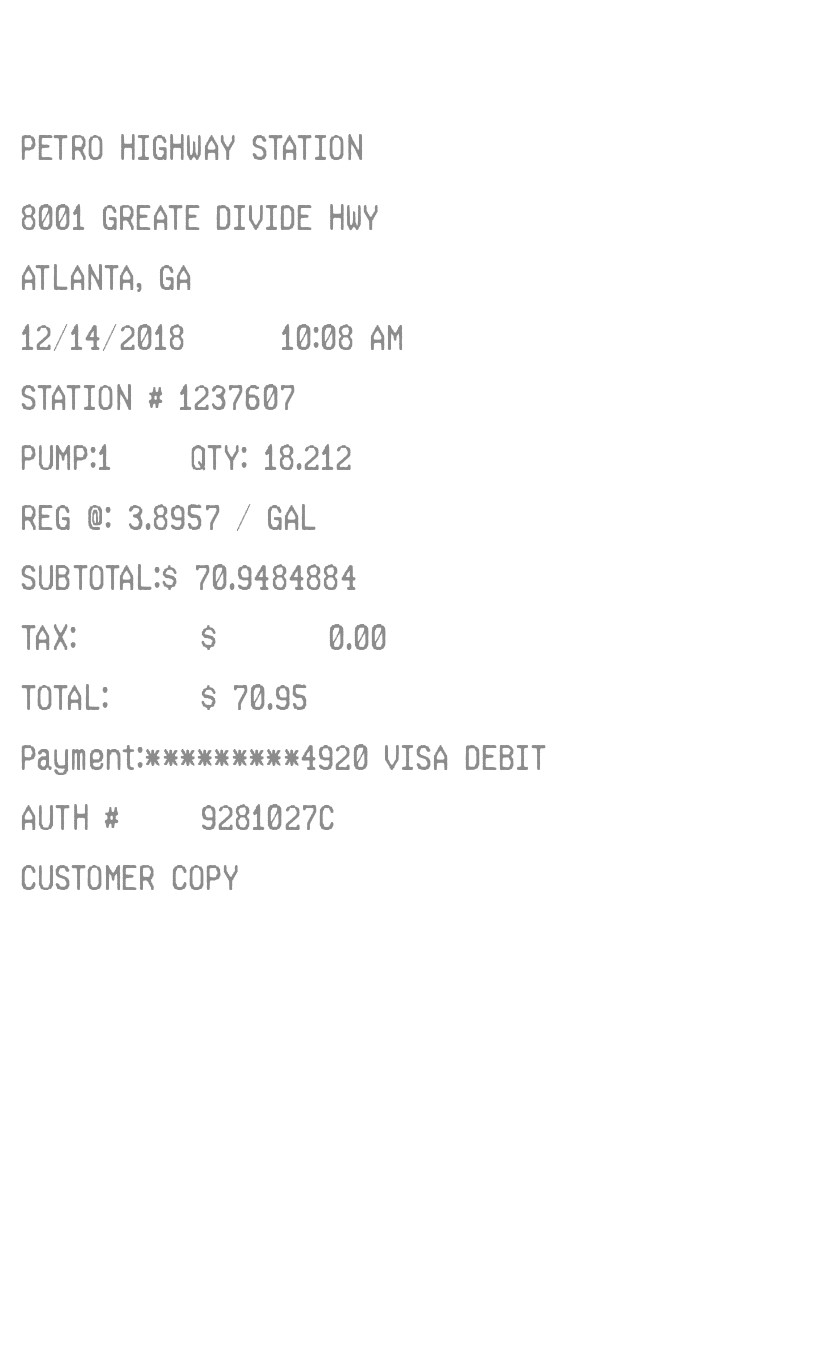 PETRO HIGHWAY STATION
8001 GREATE DIVIDE HWY
ATLANTA, GA
12/14/2018 10:08 AM
STATION # 1237607
PUMP:1 QTY: 18.212
REG @: 3.8957 / GAL
SUBTOTAL:$ 70.9484884
TAX: $ 0.00
TOTAL: $ 70.95
Payment:*********4920 VISA DEBIT
AUTH # 9281027C
CUSTOMER COPY